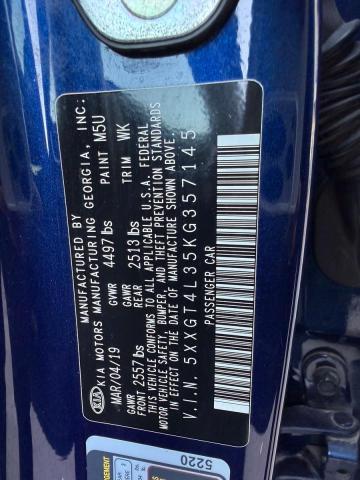 MANUFACTURED BY
KIA KIA MOTORS MANUFACTURING GEORGIA, INC.
MAR/04/19 GVWR 4497 lbs PAINT M5U
GAWR FRONT 2557 lbs GAWR REAR 2513 lbs TRIM WK
THIS VEHICLE CONFORMS TO ALL APPLICABLE U.S.A. FEDERAL
MOTOR VEHICLE SAFETY, BUMPER, AND THEFT PREVENTION STANDARDS
IN EFFECT ON THE DATE OF MANUFACTURE SHOWN ABOVE.
V.I.N. 5XXGT4L35KG357145
PASSENGER CAR
5220